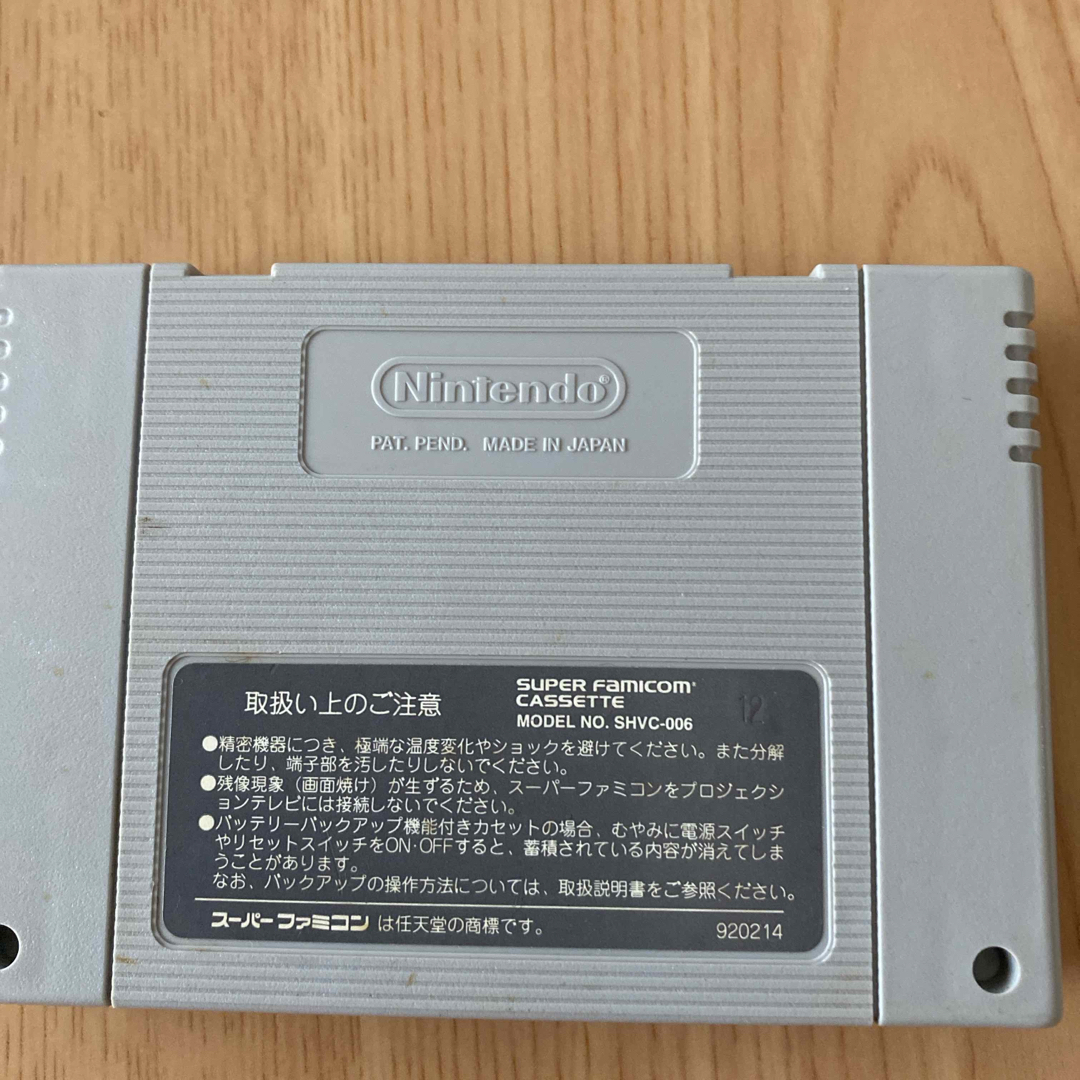 Nintendo®
PAT. PEND. MADE IN JAPAN
取扱い上のご注意
SUPER FAMICOM®
CASSETTE
MODEL NO. SHVC-006
12
●精密機器につき、極端な温度変化やショックを避けてください。また分解
したり、端子部を汚したりしないでください。
●残像現象（画面焼け）が生ずるため、スーパーファミコンをプロジェクシ
ョンテレビには接続しないでください。
●バッテリーバックアップ機能付きカセットの場合、むやみに電源スイッチ
やリセットスイッチをON・OFFすると、蓄積されている内容が消えてしま
うことがあります。
なお、バックアップの操作方法については、取扱説明書をご参照ください。
スーパーファミコン は任天堂の商標です。
920214